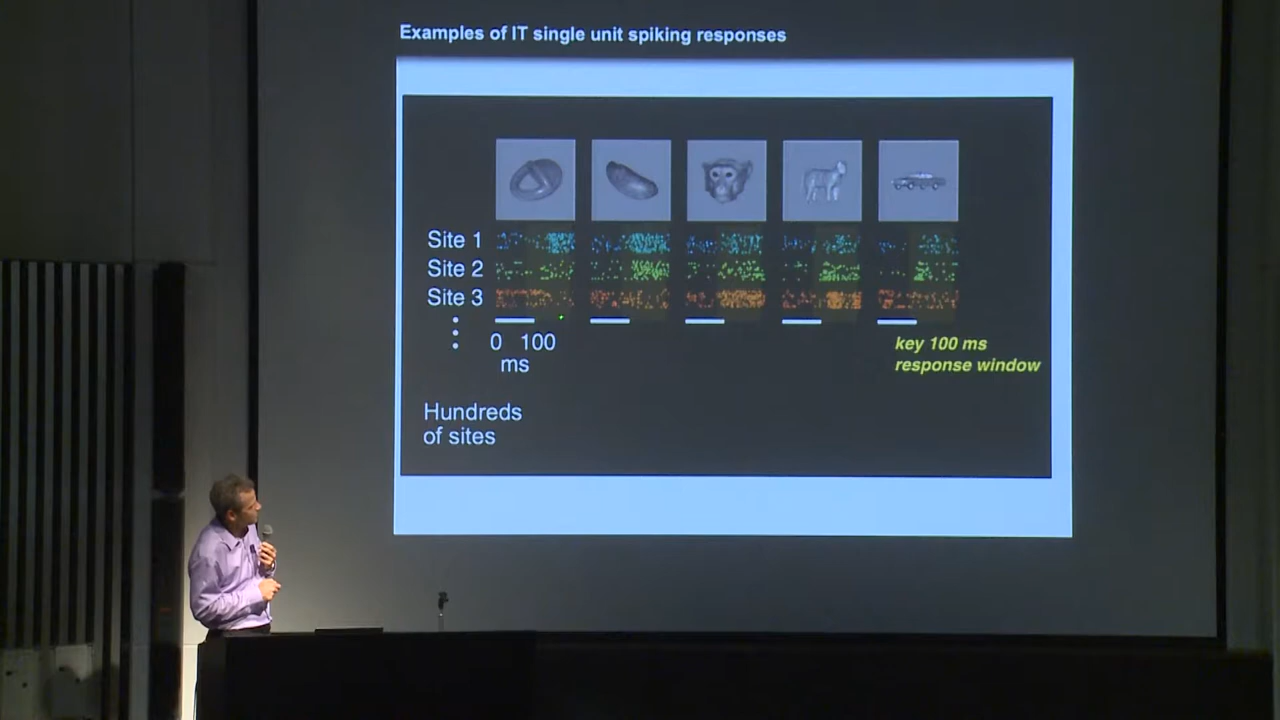 Examples of IT single unit spiking responses
Site 1
Site 2
Site 3
0 100
ms
key 100 ms
response window
Hundreds
of sites